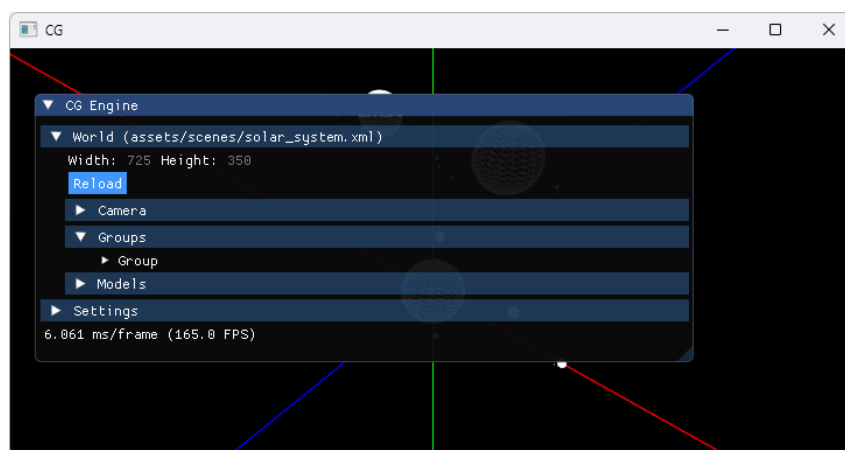 CG
CG Engine
World (assets/scenes/solar_system.xml)
Width: 725 Height: 350
Reload
Camera
Groups
Group
Models
Settings
6.061 ms/frame (165.0 FPS)